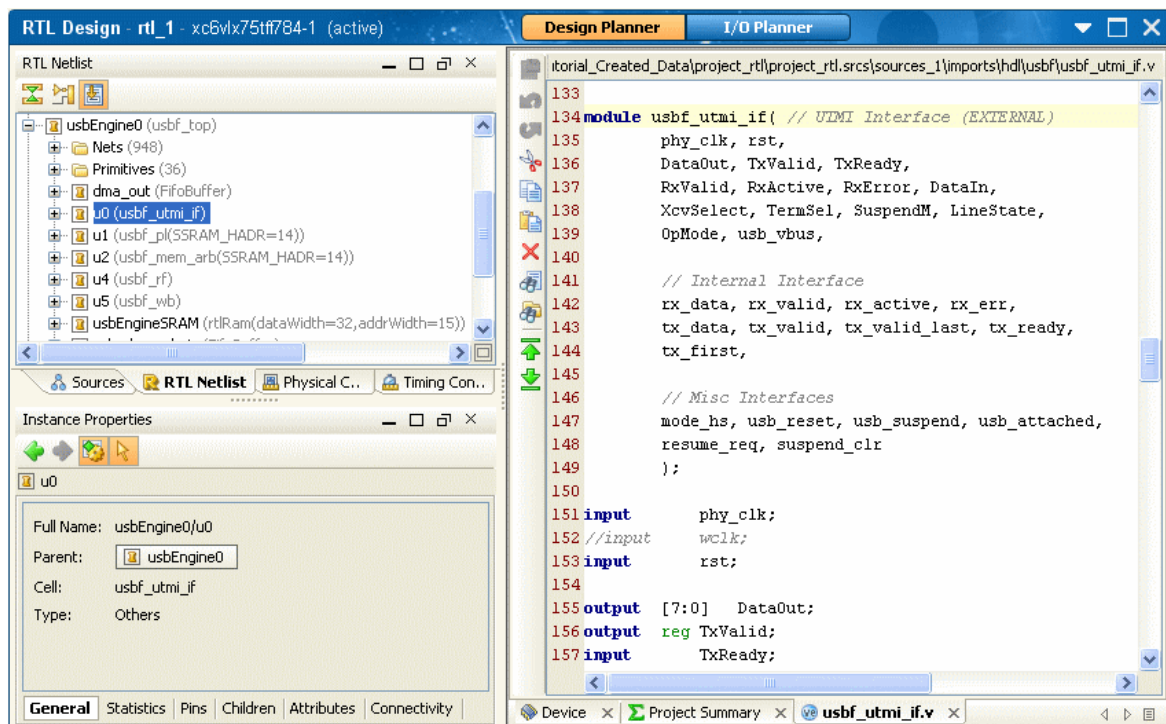 RTL Design - rtl_1 - xc6vlx75tff784-1 (active)
Design Planner
I/O Planner
RTL Netlist
usbEngine0 (usbf_top)
Nets (948)
Primitives (36)
dma_out (FifoBuffer)
u0 (usbf_utmi_if)
u1 (usbf_pl(SSRAM_HADR=14))
u2 (usbf_mem_arb(SSRAM_HADR=14))
u4 (usbf_rf)
u5 (usbf_wb)
usbEngineSRAM (rtlRam(dataWidth=32,addrWidth=15))
Sources
RTL Netlist
Physical C..
Timing Con..
Instance Properties
u0
Full Name: usbEngine0/u0
Parent: usbEngine0
Cell: usbf_utmi_if
Type: Others
General Statistics Pins Children Attributes Connectivity
itorial_Created_Data\project_rtl\project_rtl.srcs\sources_1\imports\hdl\usbf\usbf_utmi_if.v
133
134 module usbf_utmi_if( // UTMI Interface (EXTERNAL)
135 phy_clk, rst,
136 DataOut, TxValid, TxReady,
137 RxValid, RxActive, RxError, DataIn,
138 XcvSelect, TermSel, SuspendM, LineState,
139 OpMode, usb_vbus,
140
141 // Internal Interface
142 rx_data, rx_valid, rx_active, rx_err,
143 tx_data, tx_valid, tx_valid_last, tx_ready,
144 tx_first,
145
146 // Misc Interfaces
147 mode_hs, usb_reset, usb_suspend, usb_attached,
148 resume_req, suspend_clr
149 );
150
151 input phy_clk;
152 //input wclk;
153 input rst;
154
155 output [7:0] DataOut;
156 output reg TxValid;
157 input TxReady;
Device
Project Summary
usbf_utmi_if.v